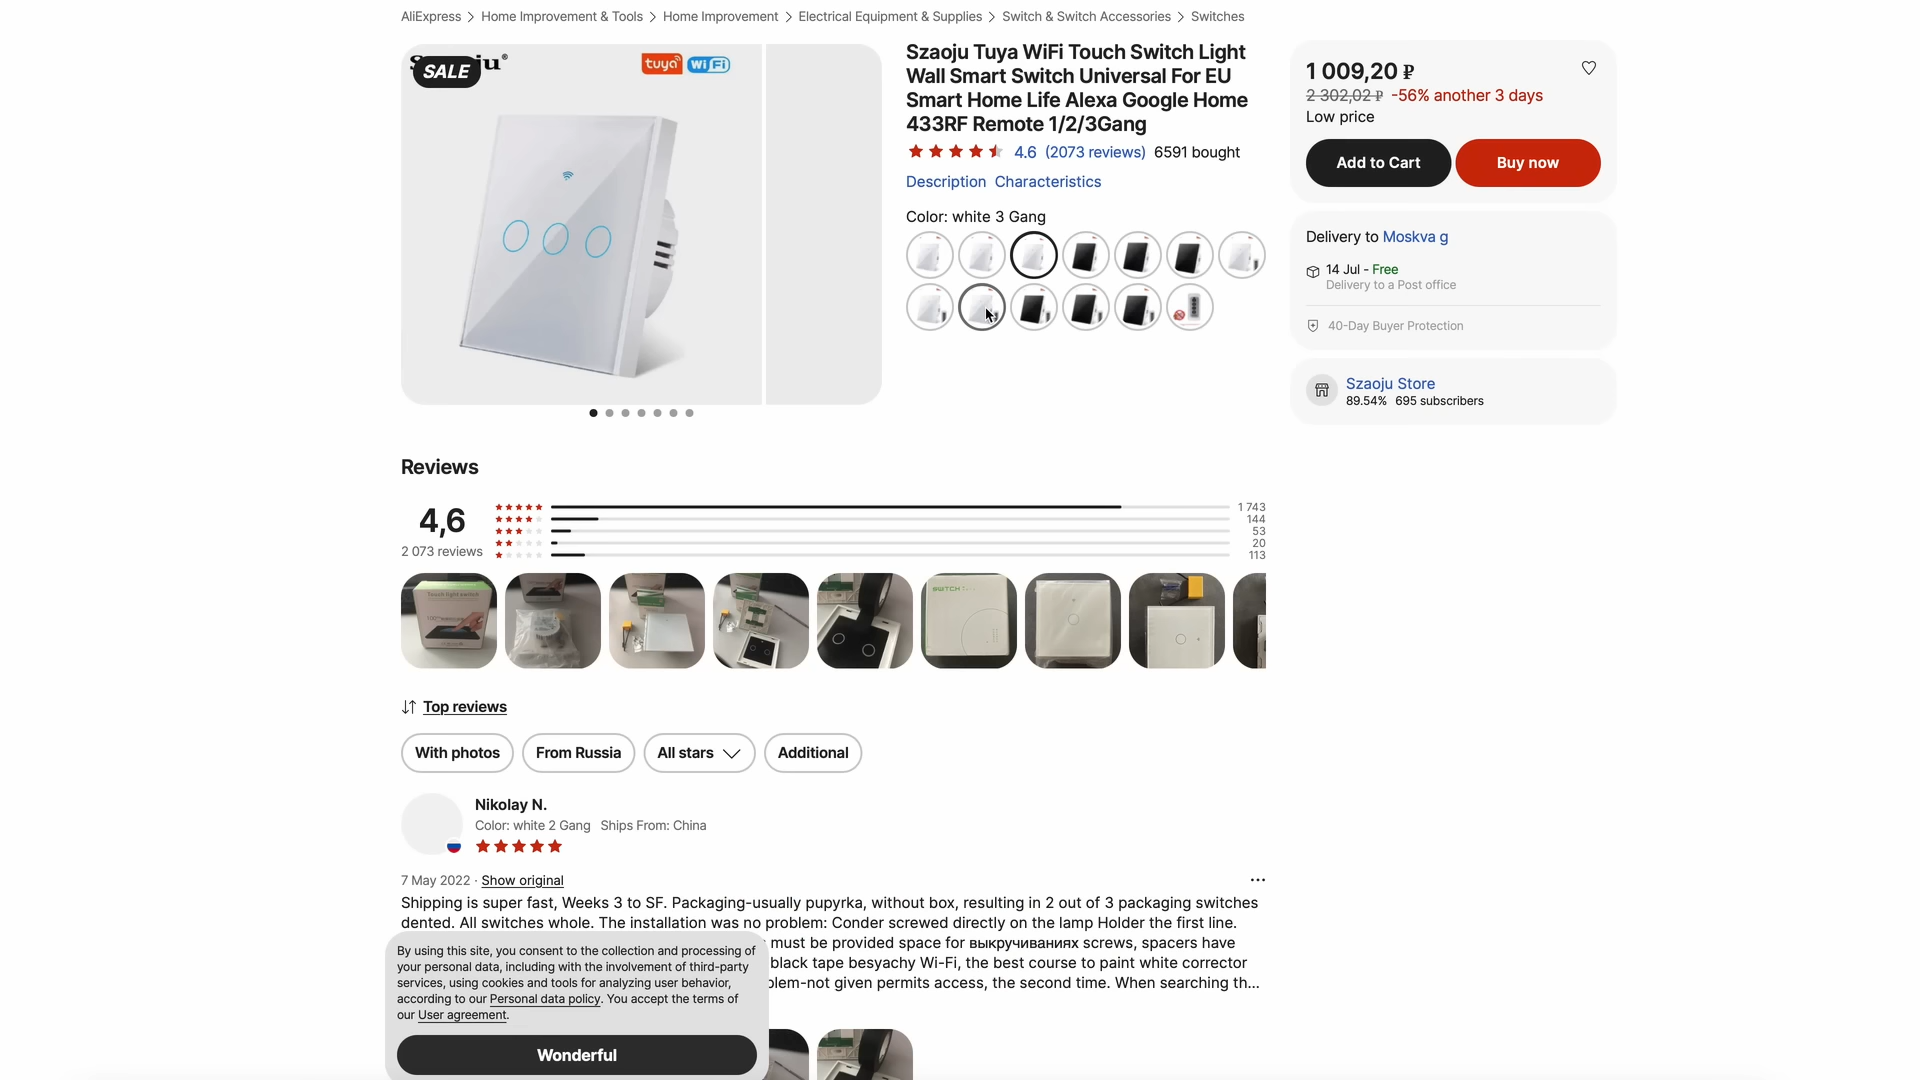 AliExpress
Home Improvement & Tools
Home Improvement
Electrical Equipment & Supplies
Switch & Switch Accessories
Switches
SALE
tuya
WiFi
Szaoju Tuya WiFi Touch Switch Light
Wall Smart Switch Universal For EU
Smart Home Life Alexa Google Home
433RF Remote 1/2/3Gang
4.6 (2073 reviews) 6591 bought
Description Characteristics
Color: white 3 Gang
1 009,20 ₽
2 302,02 ₽ -56% another 3 days
Low price
Add to Cart
Buy now
Delivery to Moskva g
14 Jul - Free
Delivery to a Post office
40-Day Buyer Protection
Szaoju Store
89.54% 695 subscribers
Reviews
4,6
2 073 reviews
1 743
144
53
20
113
Touch light switch
SWITCH
Top reviews
With photos
From Russia
All stars
Additional
Nikolay N.
Color: white 2 Gang Ships From: China
7 May 2022 · Show original
Shipping is super fast, Weeks 3 to SF. Packaging-usually pupyrka, without box, resulting in 2 out of 3 packaging switches
dented. All switches whole. The installation was no problem: Conder screwed directly on the lamp Holder the first line.
must be provided space for выкручиваниях screws, spacers have
black tape besyachy Wi-Fi, the best course to paint white corrector
blem-not given permits access, the second time. When searching th...
By using this site, you consent to the collection and processing of
your personal data, including with the involvement of third-party
services, using cookies and tools for analyzing user behavior,
according to our Personal data policy. You accept the terms of
our User agreement.
Wonderful